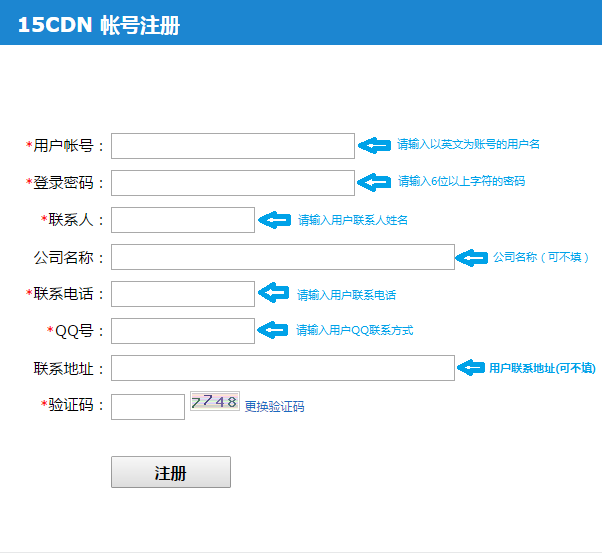 15CDN 帐号注册
*用户帐号： 请输入以英文为账号的用户名
*登录密码： 请输入6位以上字符的密码
*联系人： 请输入用户联系人姓名
公司名称： 公司名称（可不填）
*联系电话： 请输入用户联系电话
*QQ号： 请输入用户QQ联系方式
联系地址： 用户联系地址(可不填)
*验证码： 7748 更换验证码
注册